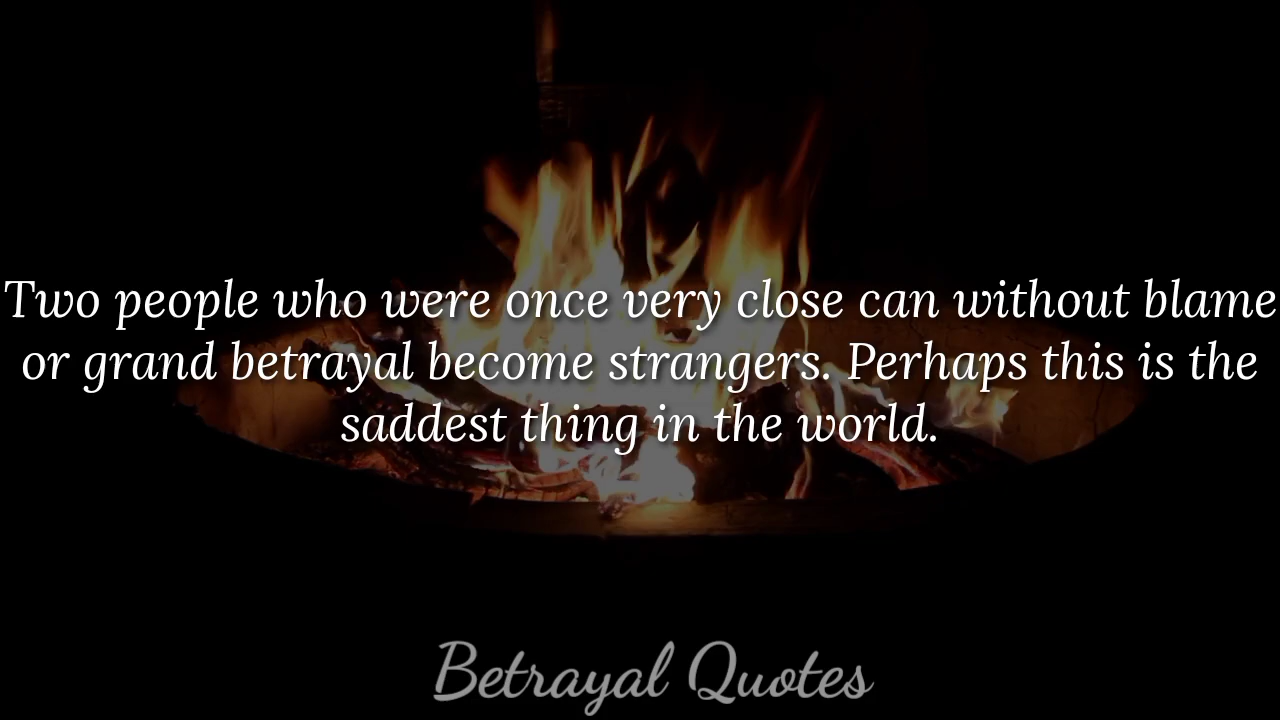 Two people who were once very close can without blame
or grand betrayal become strangers. Perhaps this is the
saddest thing in the world.
Betrayal Quotes